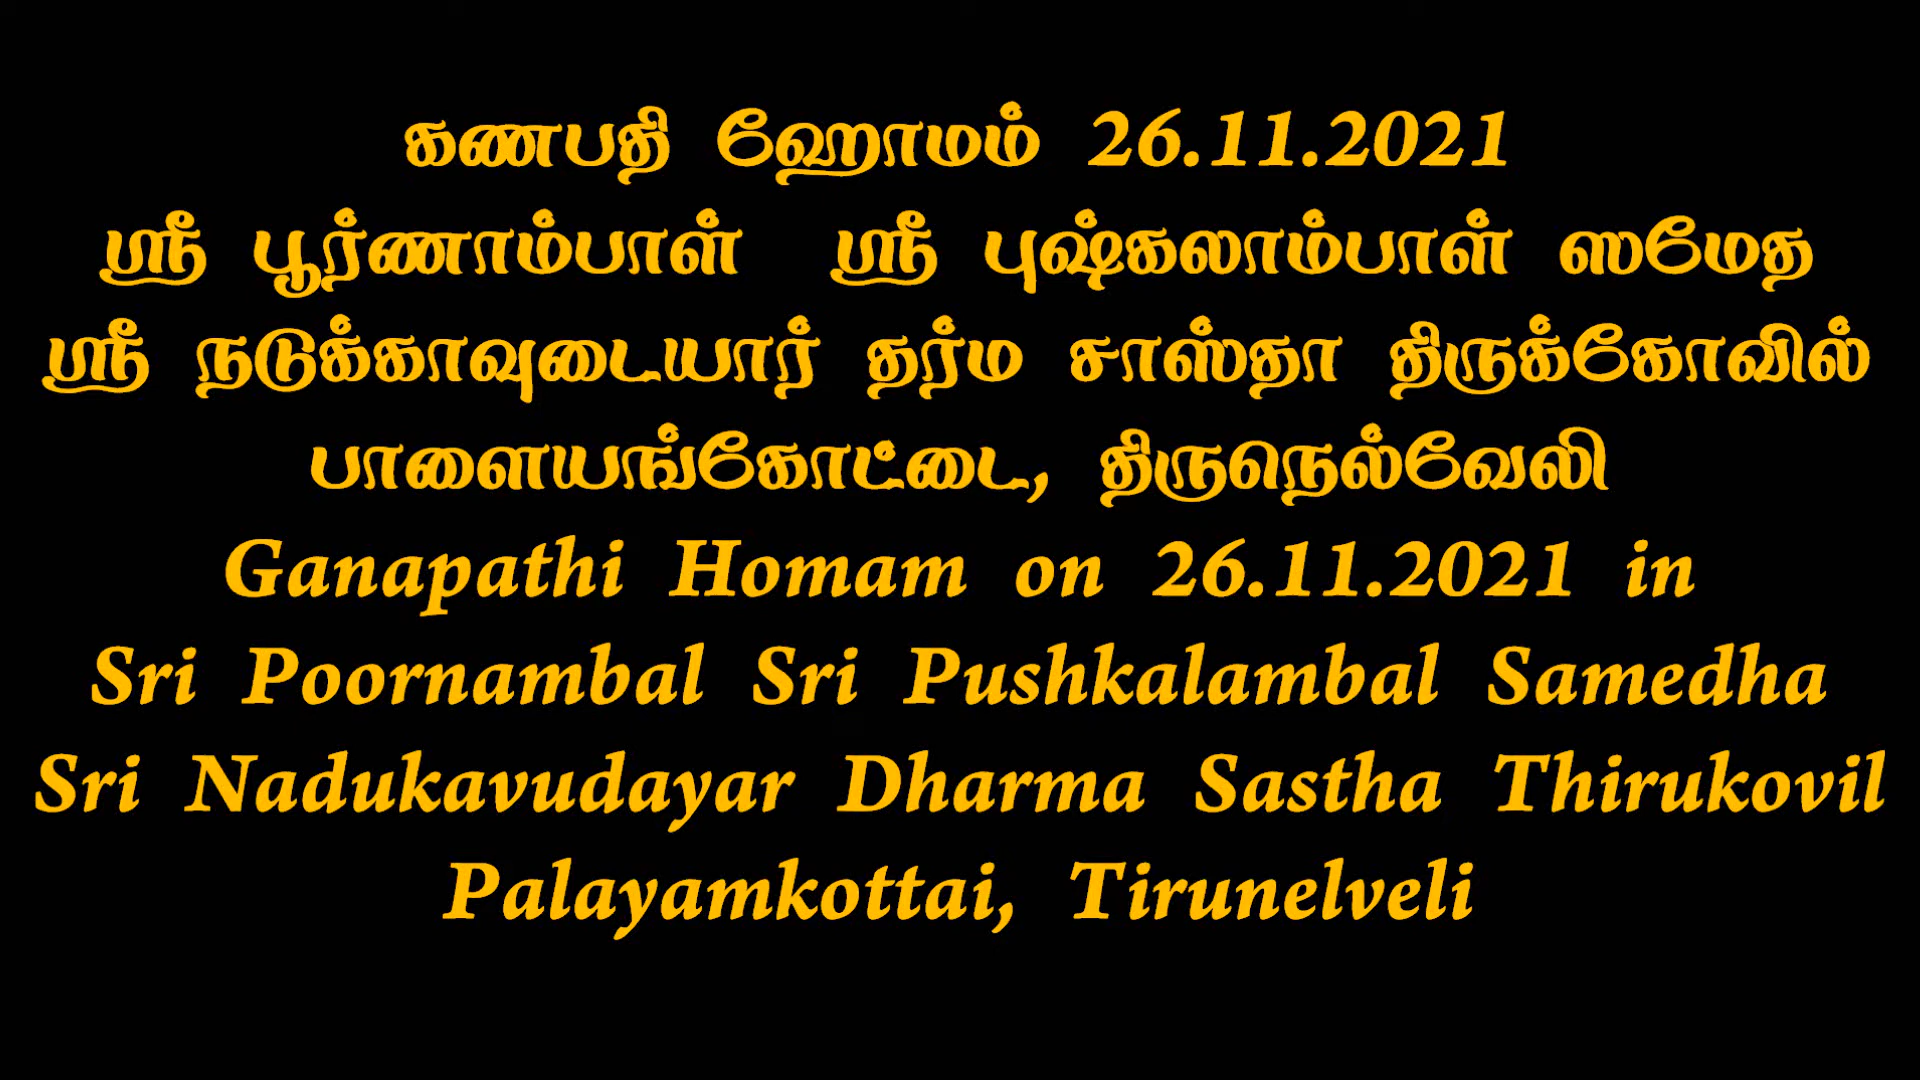 கணபதி ஹோமம் 26.11.2021
ஸ்ரீ பூர்ணாம்பாள் ஸ்ரீ புஷ்கலாம்பாள் ஸமேத
ஸ்ரீ நடுக்காவுடையார் தர்ம சாஸ்தா திருக்கோவில்
பாளையங்கோட்டை, திருநெல்வேலி
Ganapathi Homam on 26.11.2021 in
Sri Poornambal Sri Pushkalambal Samedha
Sri Nadukavudayar Dharma Sastha Thirukovil
Palayamkottai, Tirunelveli